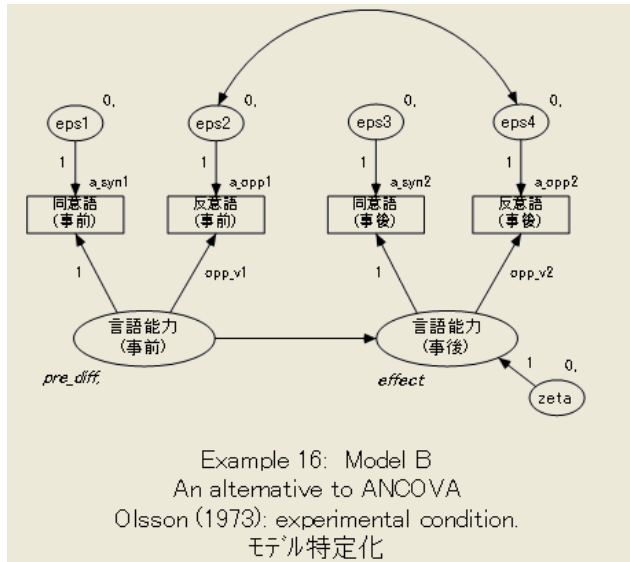 0, 0, 0, 0,
eps1 eps2 eps3 eps4
1 1 1 1
a_syn1 a_opp1 a_syn2 a_opp2
同意語 反意語 同意語 反意語
(事前) (事前) (事後) (事後)
1 opp_v1 1 opp_v2
言語能力 言語能力
(事前) (事後)
pre_diff, effect 1 0,
zeta
Example 16: Model B
An alternative to ANCOVA
Olsson (1973): experimental condition.
モデル特定化